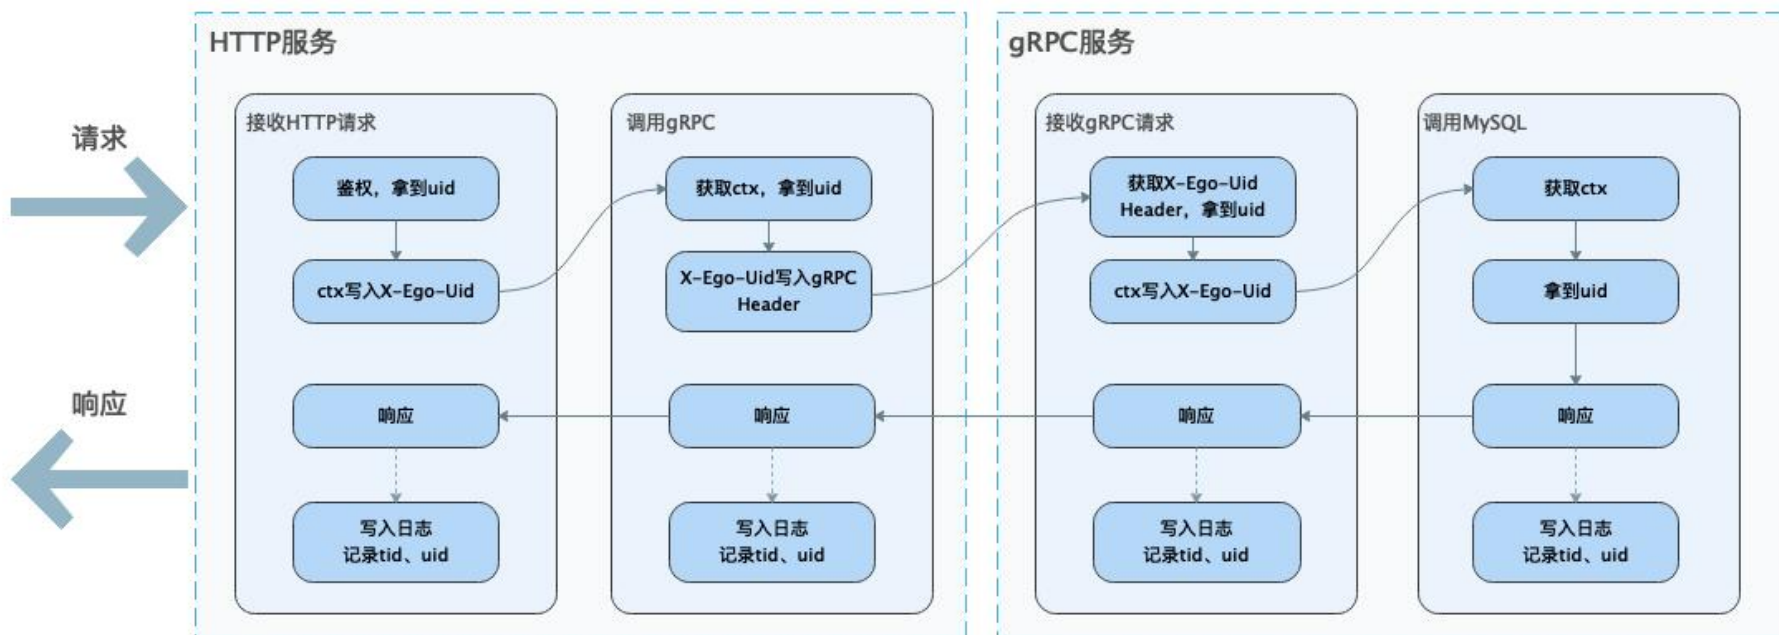 请求
响应
HTTP服务
接收HTTP请求
鉴权，拿到uid
ctx写入X-Ego-Uid
响应
写入日志
记录tid、uid
调用gRPC
获取ctx，拿到uid
X-Ego-Uid写入gRPC
Header
响应
写入日志
记录tid、uid
gRPC服务
接收gRPC请求
获取X-Ego-Uid
Header，拿到uid
ctx写入X-Ego-Uid
响应
写入日志
记录tid、uid
调用MySQL
获取ctx
拿到uid
响应
写入日志
记录tid、uid